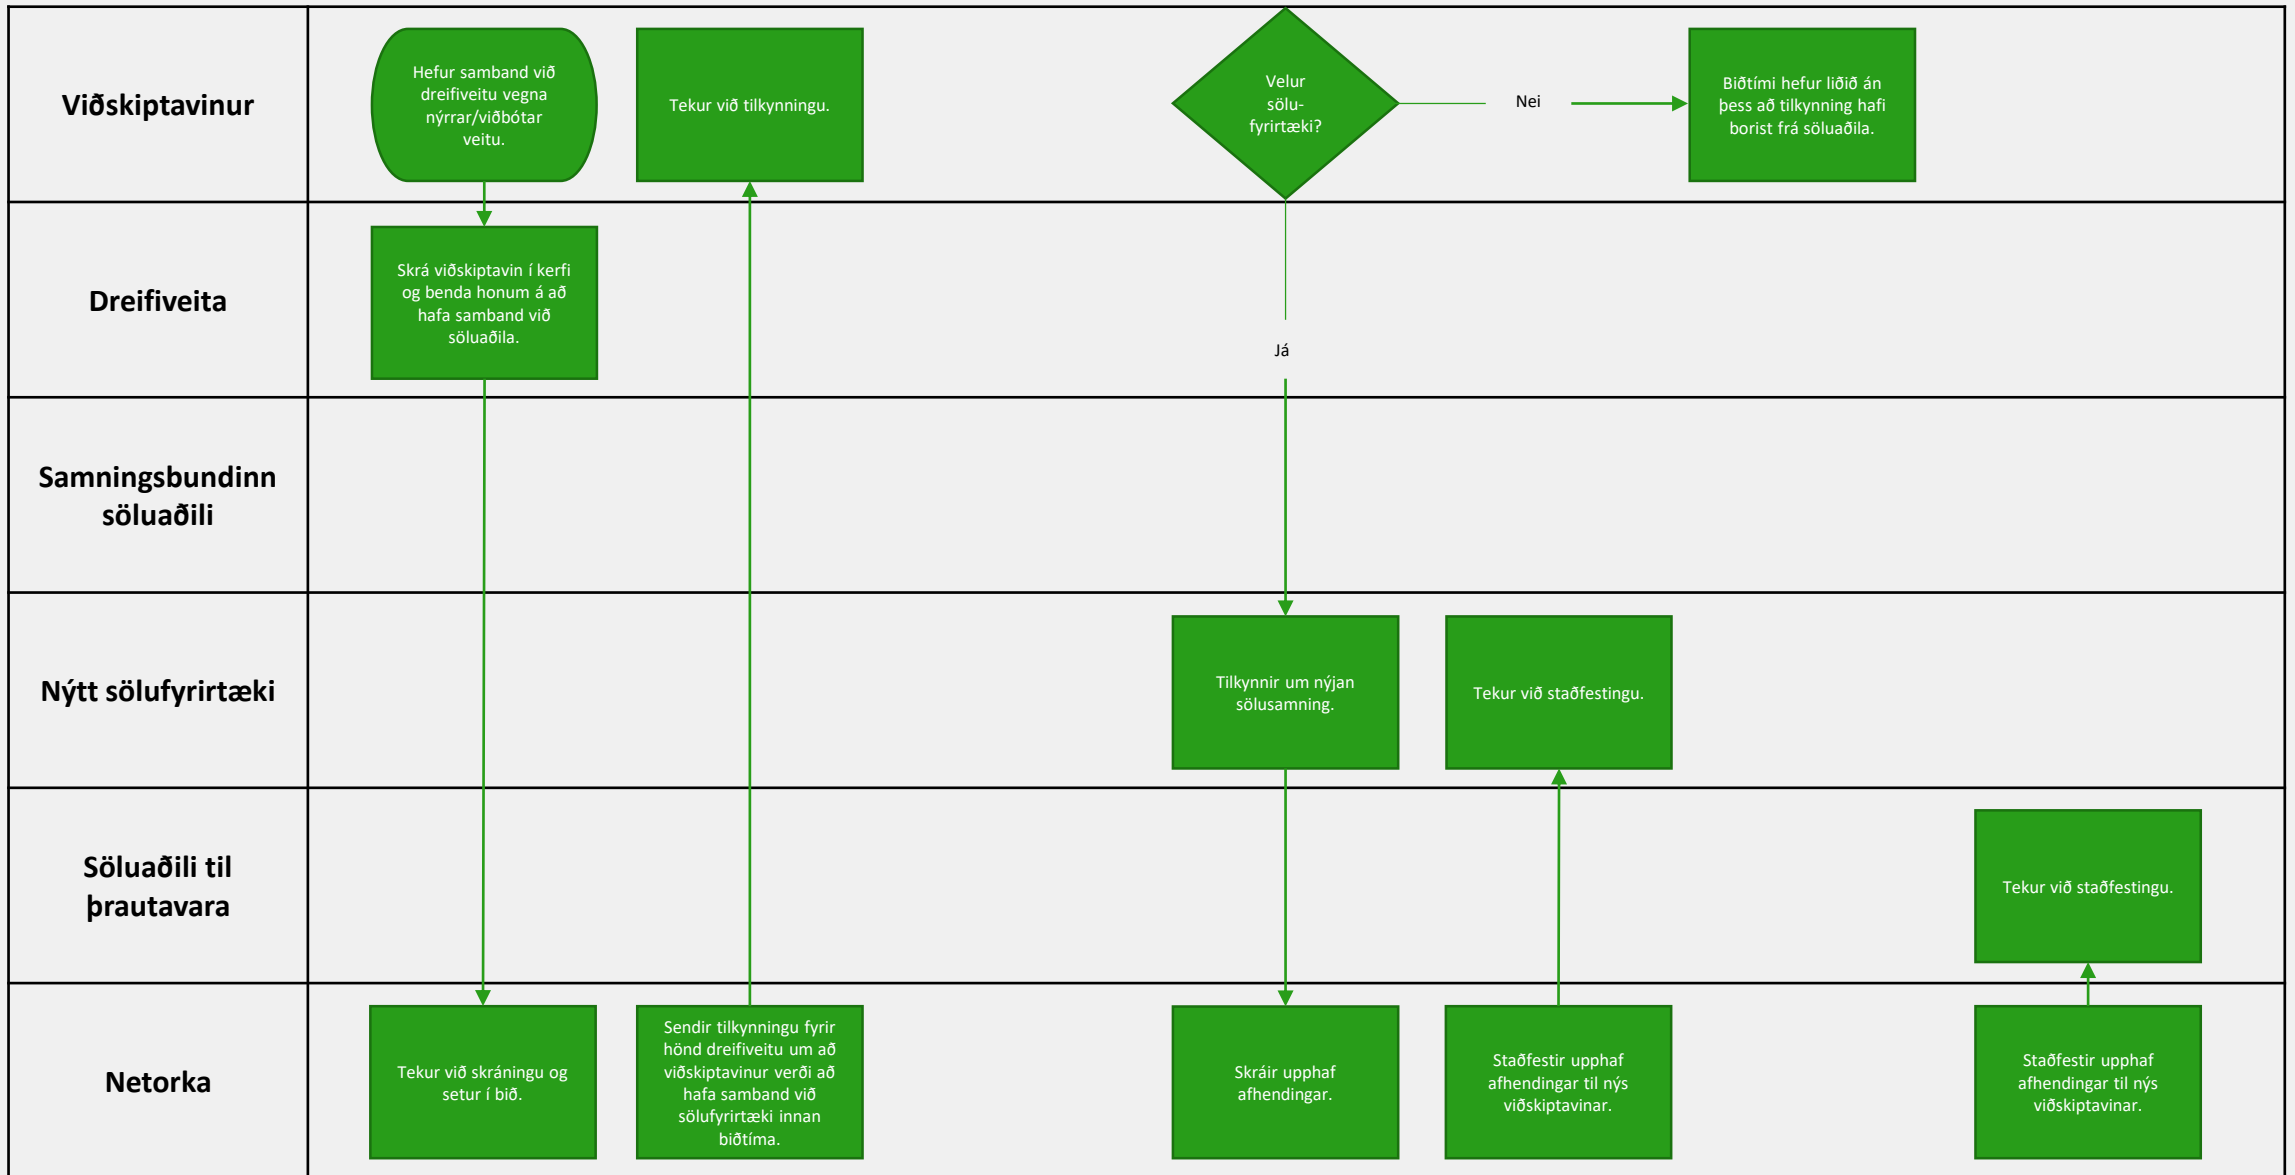 Viðskiptavinur
Hefur samband við
dreifiveitu vegna
nýrrar/viðbótar
veitu.
Tekur við tilkynningu.
Velur
sölu-
fyrirtæki?
Nei
Biðtími hefur liðið án
þess að tilkynning hafi
borist frá söluaðila.
Dreifiveita
Skrá viðskiptavin í kerfi
og benda honum á að
hafa samband við
söluaðila.
Já
Samningsbundinn
söluaðili
Nýtt sölufyrirtæki
Tilkynnir um nýjan
sölusamning.
Tekur við staðfestingu.
Söluaðili til
þrautavara
Tekur við staðfestingu.
Netorka
Tekur við skráningu og
setur í bið.
Sendir tilkynningu fyrir
hönd dreifiveitu um að
viðskiptavinur verði að
hafa samband við
sölufyrirtæki innan
biðtíma.
Skráir upphaf
afhendingar.
Staðfestir upphaf
afhendingar til nýs
viðskiptavinar.
Staðfestir upphaf
afhendingar til nýs
viðskiptavinar.